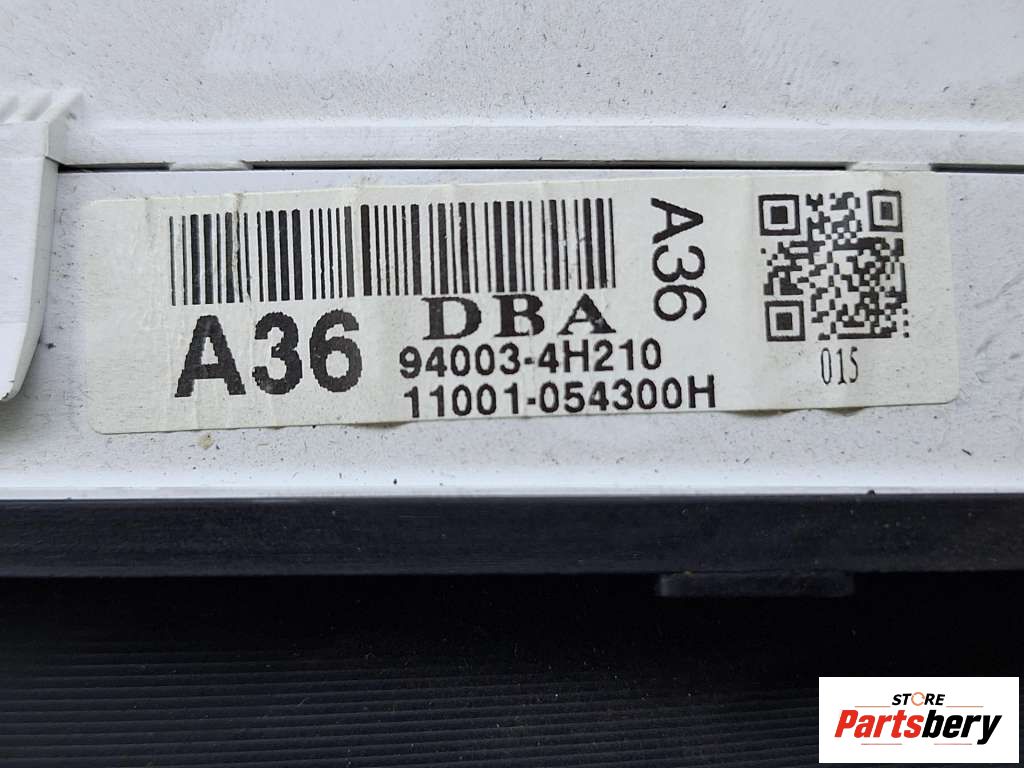 A36
A36
DBA
94003-4H210
11001-054300H
015
STORE
Partsbery